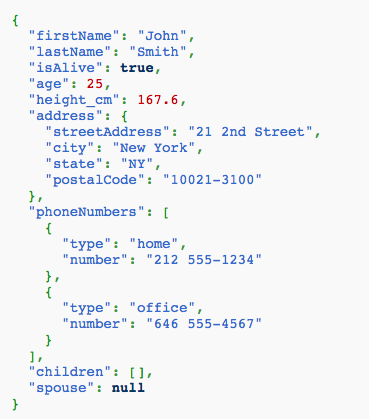 {
  "firstName": "John",
  "lastName": "Smith",
  "isAlive": true,
  "age": 25,
  "height_cm": 167.6,
  "address": {
    "streetAddress": "21 2nd Street",
    "city": "New York",
    "state": "NY",
    "postalCode": "10021-3100"
  },
  "phoneNumbers": [
    {
      "type": "home",
      "number": "212 555-1234"
    },
    {
      "type": "office",
      "number": "646 555-4567"
    }
  ],
  "children": [],
  "spouse": null
}